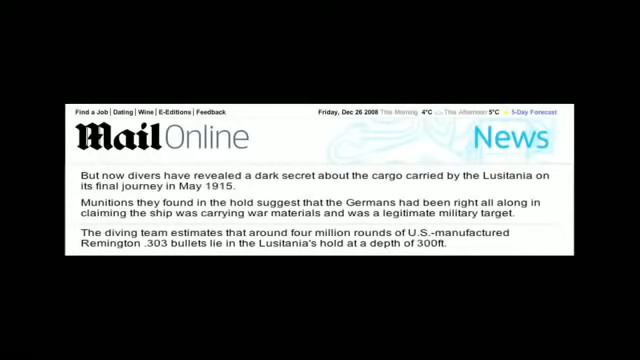 Find a Job | Dating | Wine | E-Editions | Feedback
Friday, Dec 26 2008 This Morning 4°C This Afternoon 5°C 5-Day Forecast
Mail Online
News
But now divers have revealed a dark secret about the cargo carried by the Lusitania on
its final journey in May 1915.
Munitions they found in the hold suggest that the Germans had been right all along in
claiming the ship was carrying war materials and was a legitimate military target.
The diving team estimates that around four million rounds of U.S.-manufactured
Remington .303 bullets lie in the Lusitania's hold at a depth of 300ft.